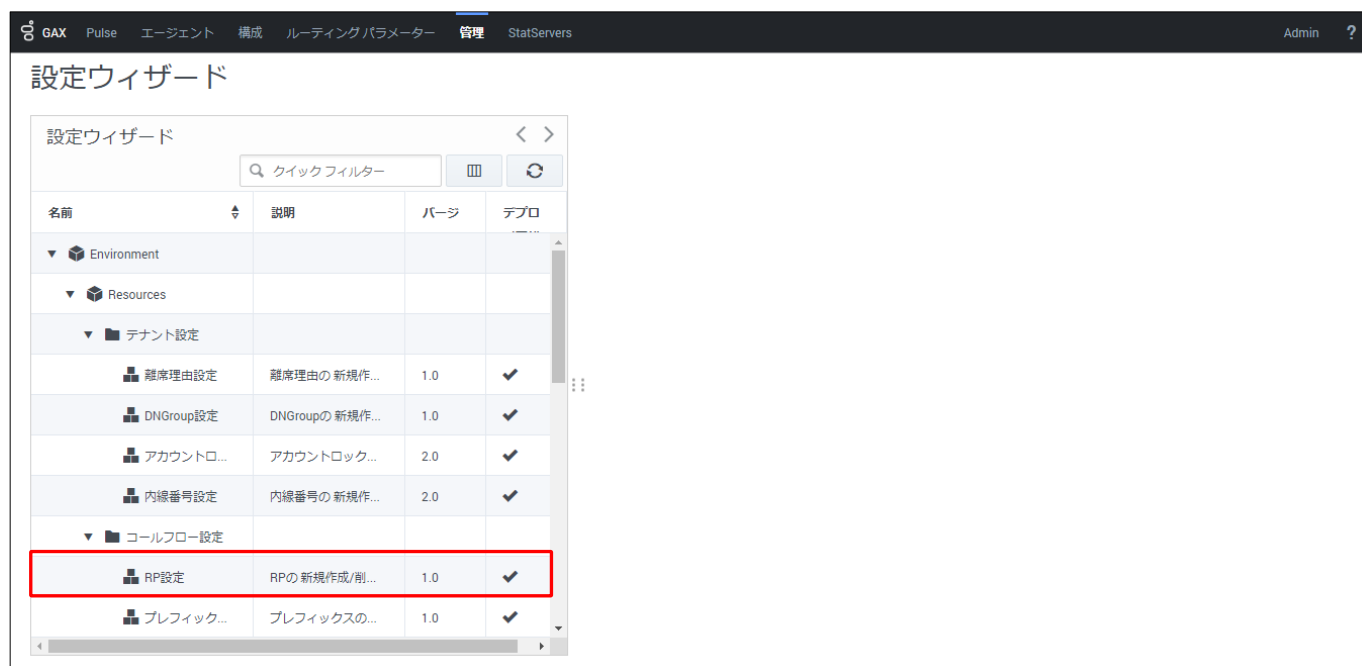 GAX Pulse エージェント 構成 ルーティング パラメーター 管理 StatServers Admin ?
設定ウィザード
設定ウィザード
クイック フィルター
名前 説明 バージ デプロ
Environment
Resources
テナント設定
離席理由設定 離席理由の 新規作... 1.0
DNGroup設定 DNGroupの 新規作... 1.0
アカウントロ... アカウントロック... 2.0
内線番号設定 内線番号の 新規作... 2.0
コールフロー設定
RP設定 RPの 新規作成/削... 1.0
プレフィック... プレフィックスの... 1.0